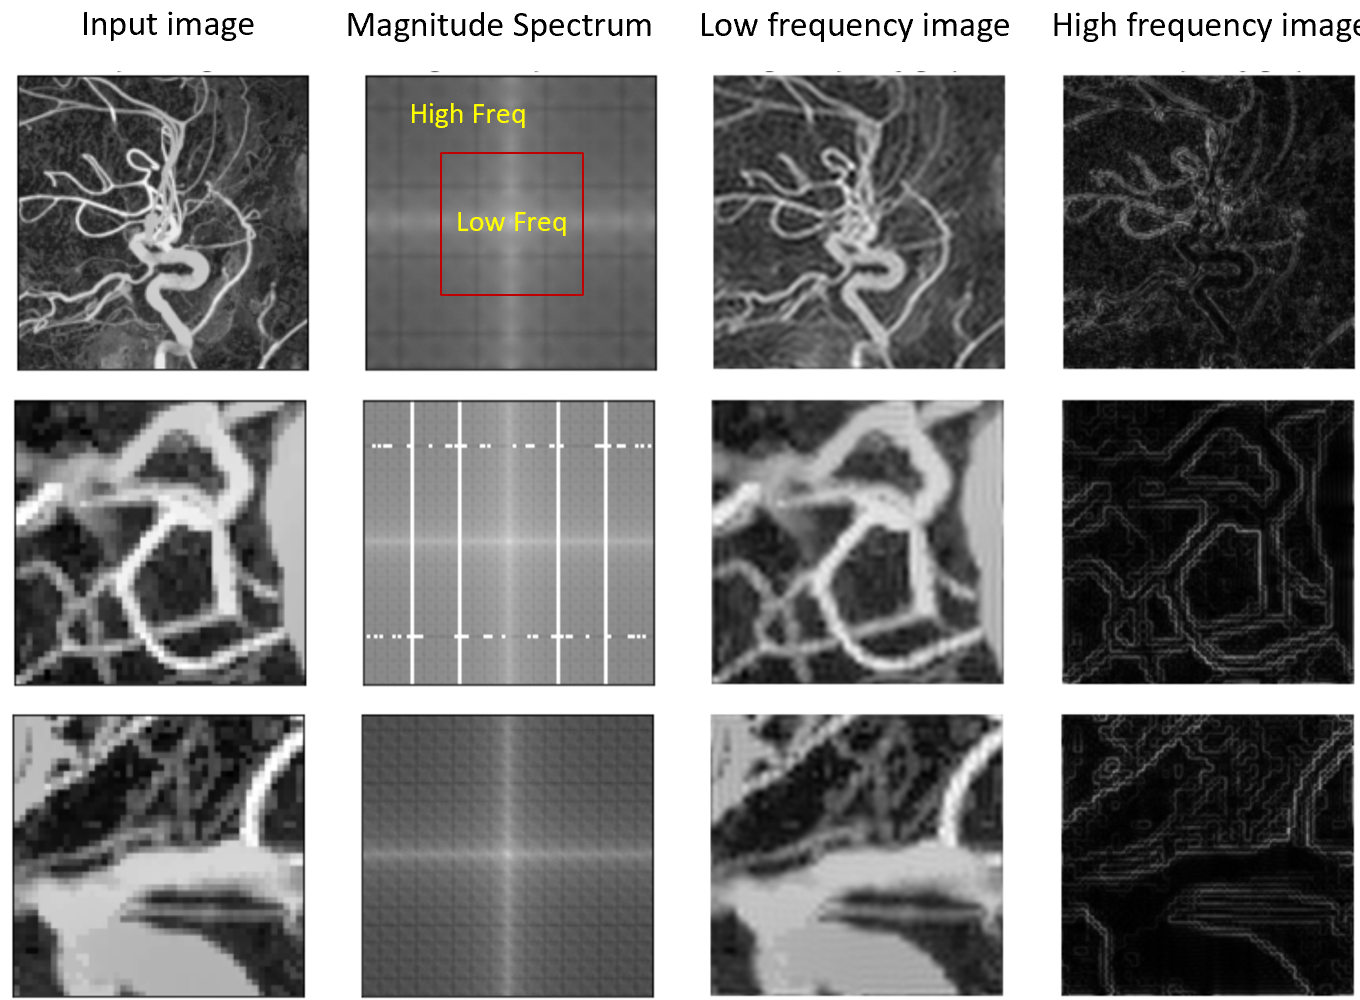 Input image
Magnitude Spectrum
Low frequency image
High frequency image
High Freq
Low Freq